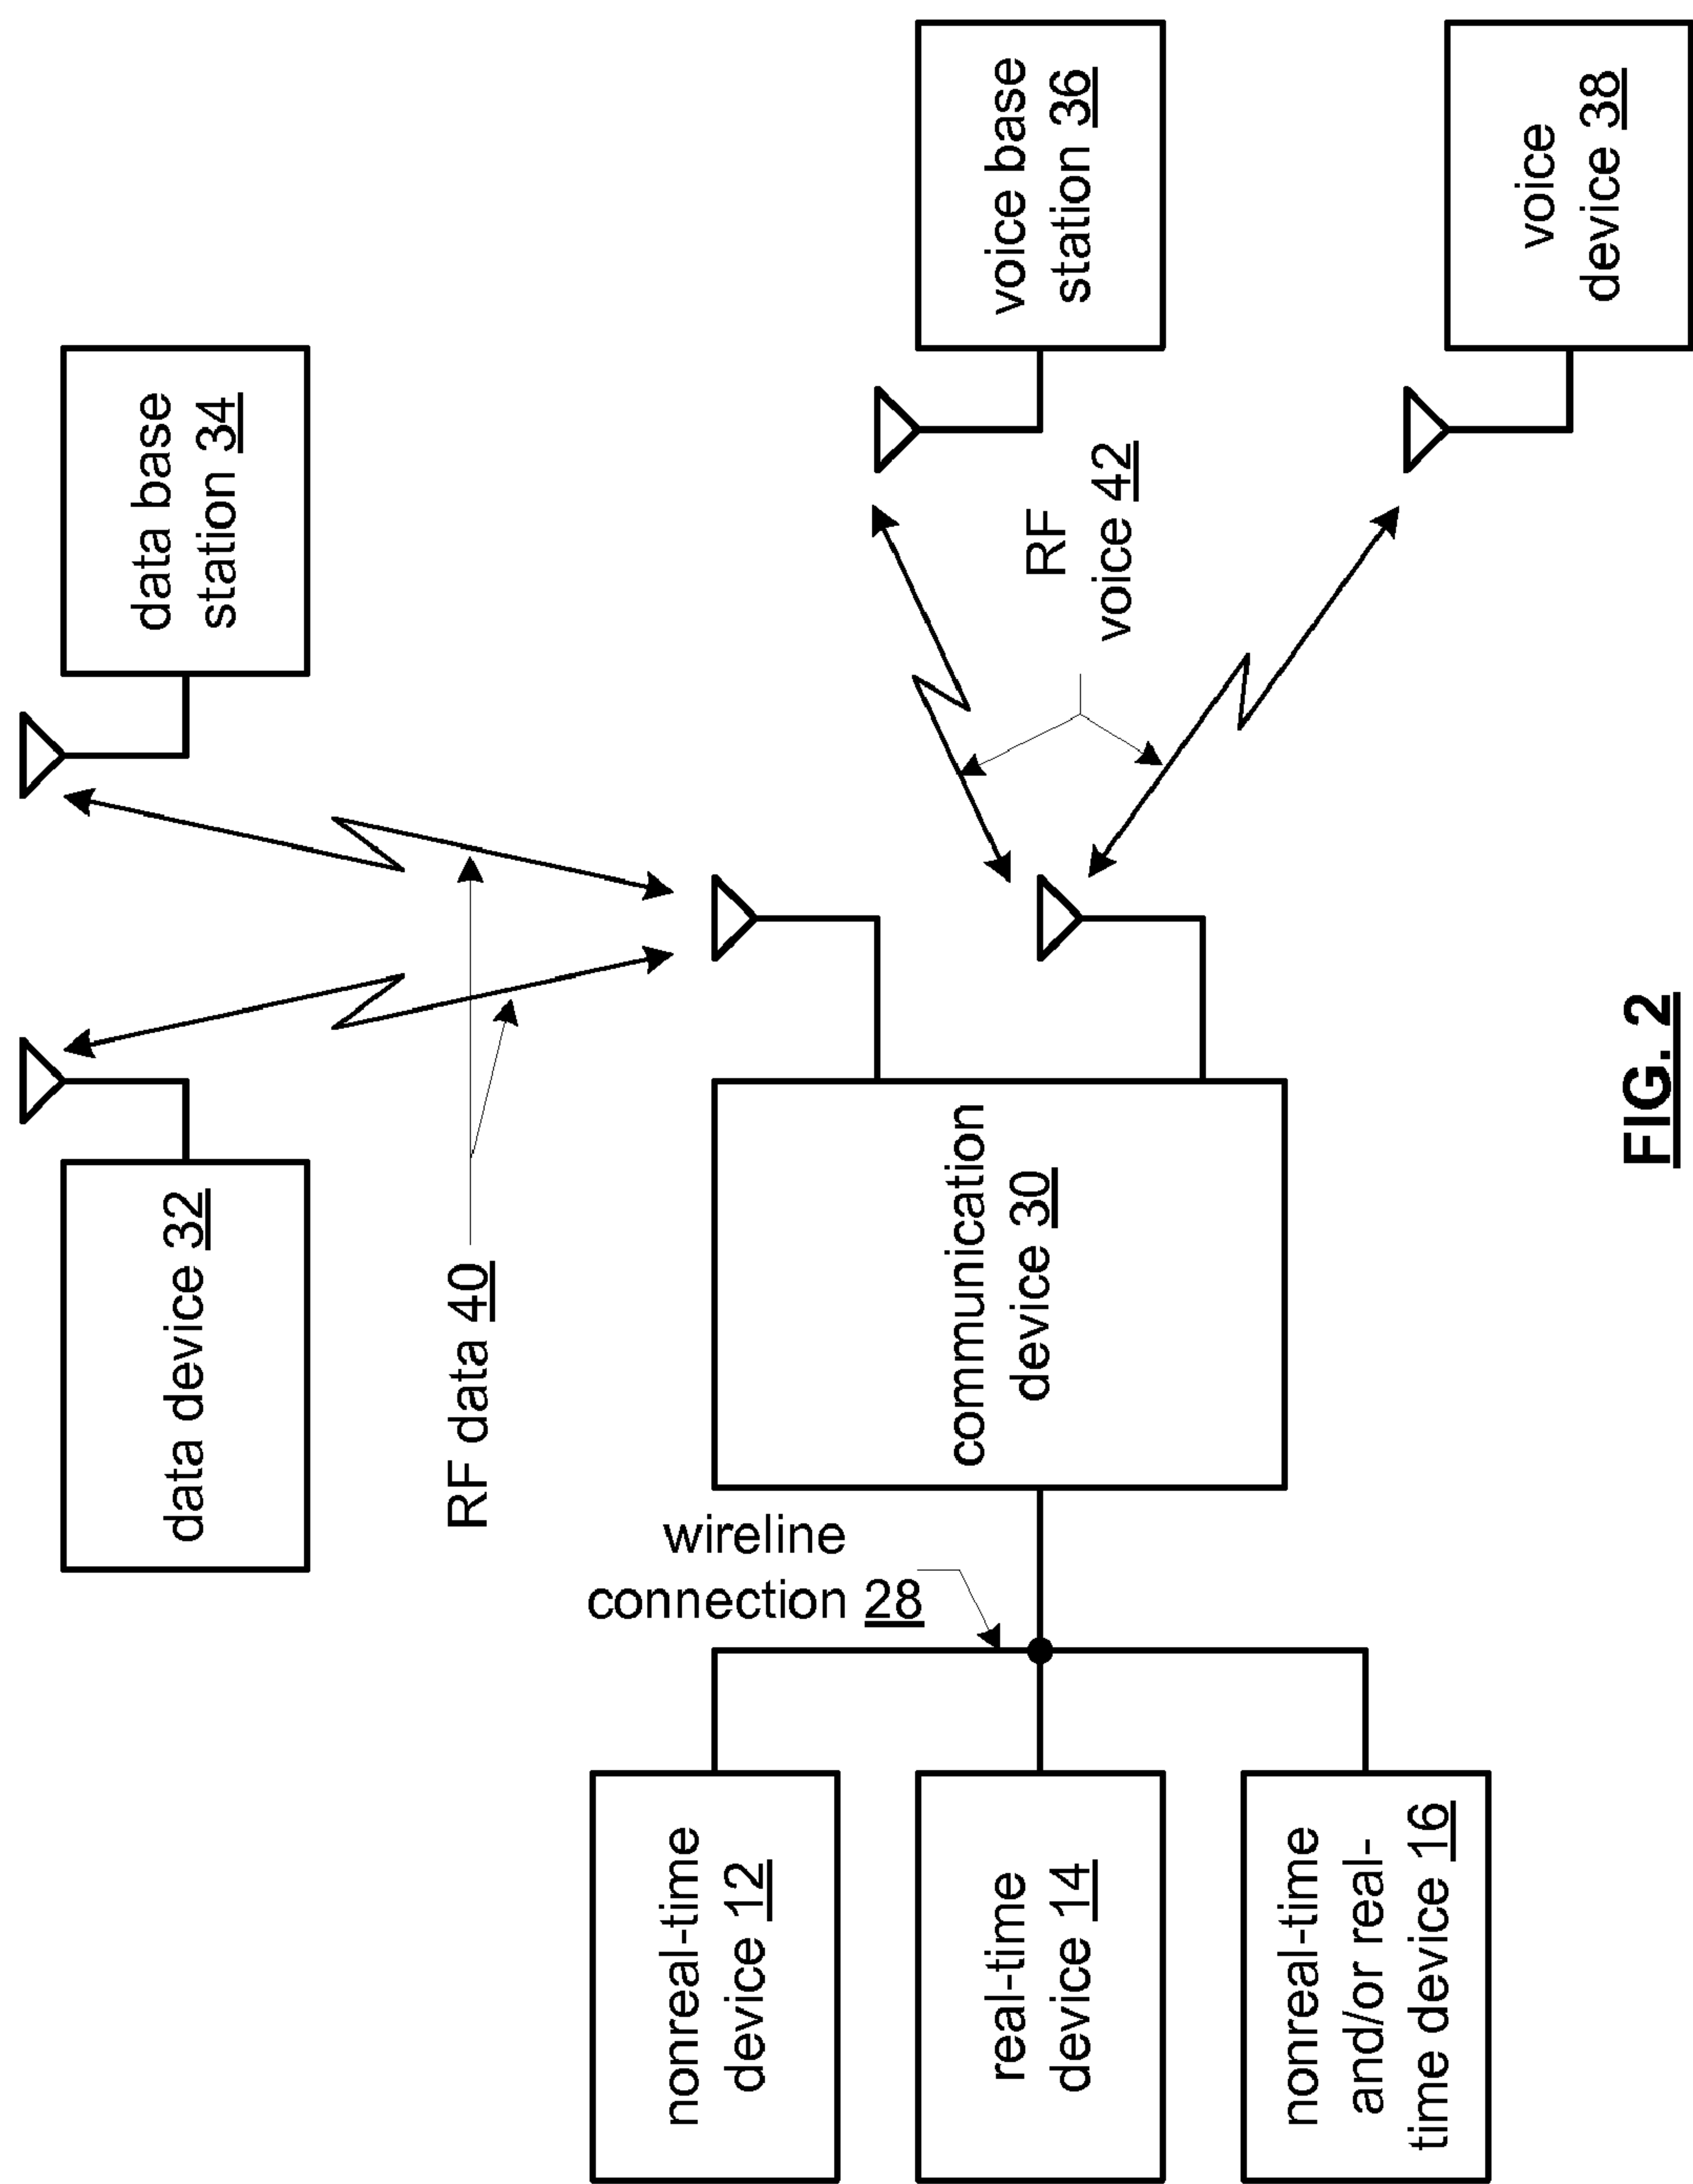 data device 32
data base
station 34
RF data 40
wireline
connection 28
nonreal-time
device 12
communication
device 30
RF
voice 42
voice base
station 36
real-time
device 14
nonreal-time
and/or real-
time device 16
voice
device 38
FIG. 2